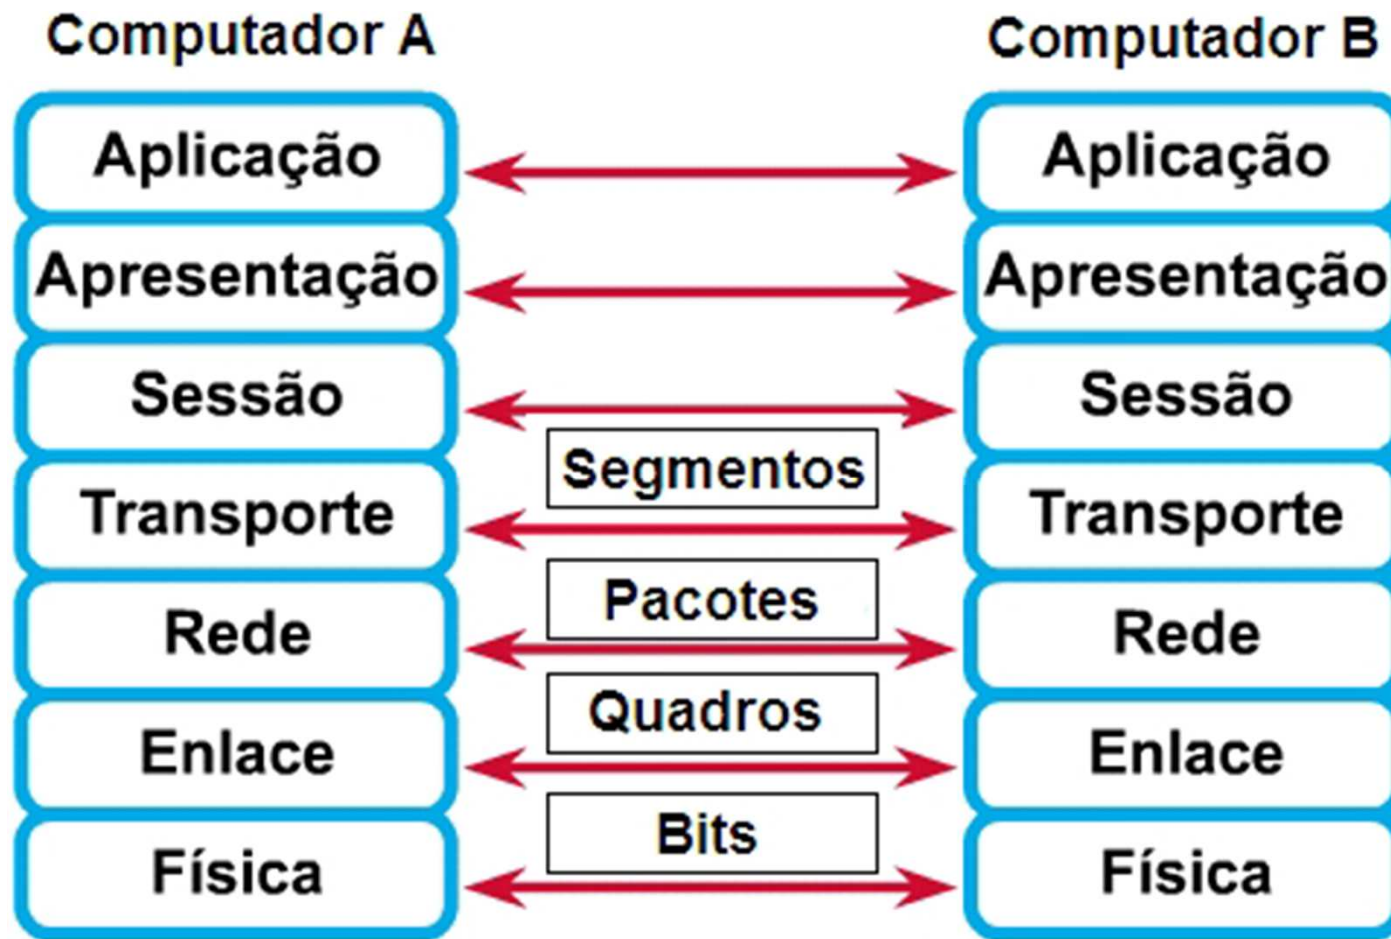 Computador A
Computador B
Aplicação
Aplicação
Apresentação
Apresentação
Sessão
Sessão
Segmentos
Transporte
Transporte
Pacotes
Rede
Rede
Quadros
Enlace
Enlace
Bits
Física
Física